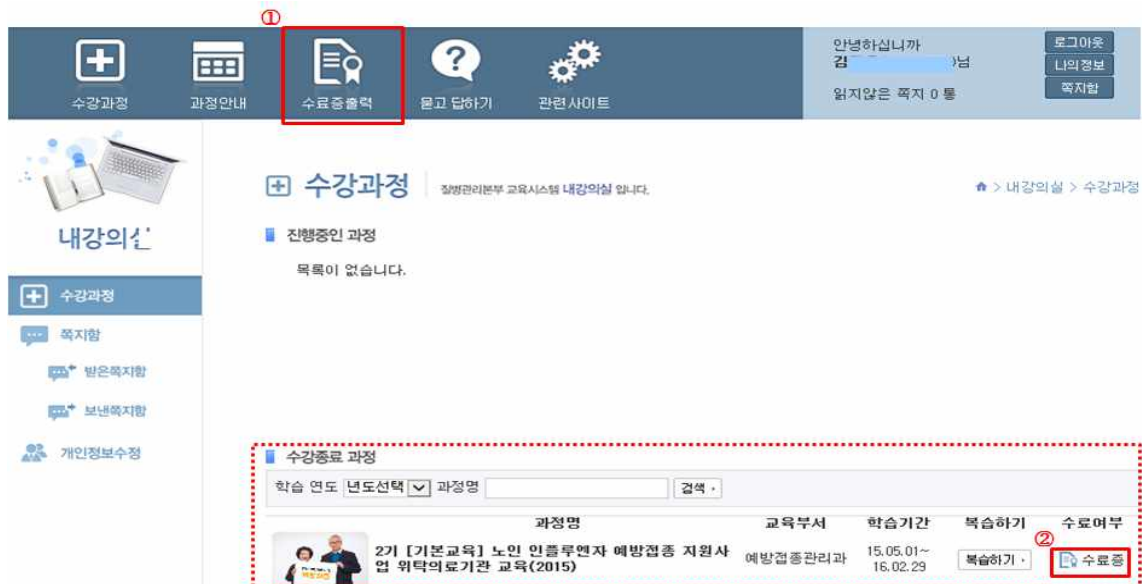 ①
안녕하십니까
로그아웃
김 님
나의정보
읽지않은 쪽지 0 통
쪽지함
수강과정
과정안내
수료증출력
묻고 답하기
관련사이트
수강과정
질병관리본부 교육시스템 내강의실 입니다.
> 내강의실 > 수강과정
내강의실
진행중인 과정
목록이 없습니다.
수강과정
쪽지함
받은쪽지함
보낸쪽지함
개인정보수정
수강종료 과정
학습 연도 년도선택 과정명 검색
과정명 교육부서 학습기간 복습하기 수료여부
②
2기 [기본교육] 노인 인플루엔자 예방접종 지원사
업 위탁의료기관 교육(2015)
예방접종관리과
15.05.01~
16.02.29
복습하기
수료증